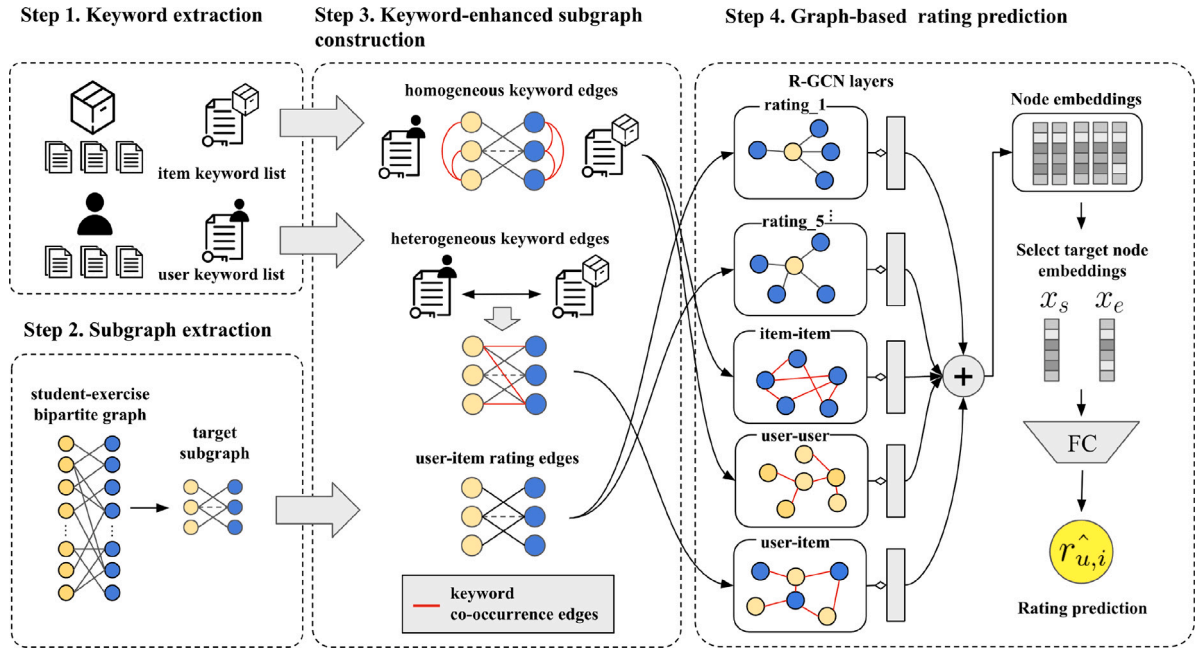 Step 1. Keyword extraction
item keyword list
user keyword list
Step 2. Subgraph extraction
student-exercise
bipartite graph
target
subgraph
Step 3. Keyword-enhanced subgraph
construction
homogeneous keyword edges
heterogeneous keyword edges
user-item rating edges
keyword
co-occurrence edges
Step 4. Graph-based rating prediction
R-GCN layers
rating_1
rating_5
item-item
user-user
user-item
+
Node embeddings
Select target node
embeddings
x_s x_e
FC
r̂_{u,i}
Rating prediction